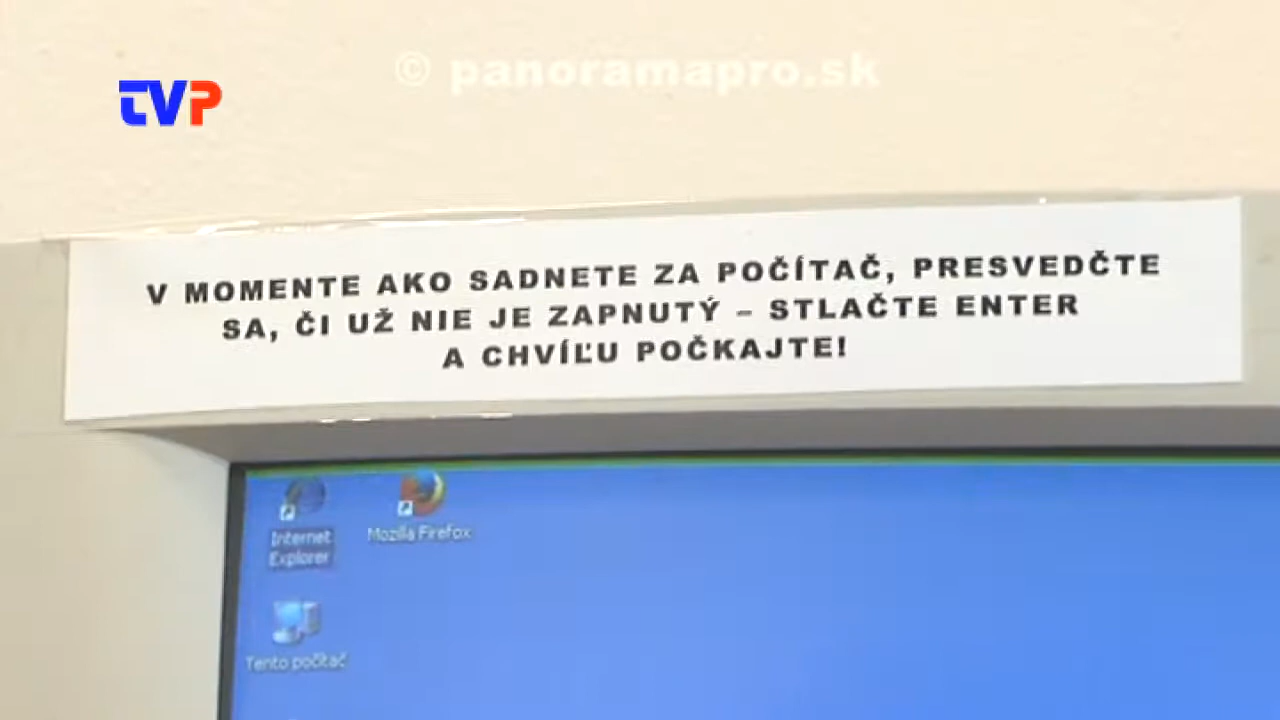 © panoramapro.sk
TVP
V MOMENTE AKO SADNETE ZA POČÍTAČ, PRESVEDČTE
SA, ČI UŽ NIE JE ZAPNUTÝ – STLAČTE ENTER
A CHVÍĽU POČKAJTE!
Internet
Explorer
Mozilla Firefox
Tento počítač